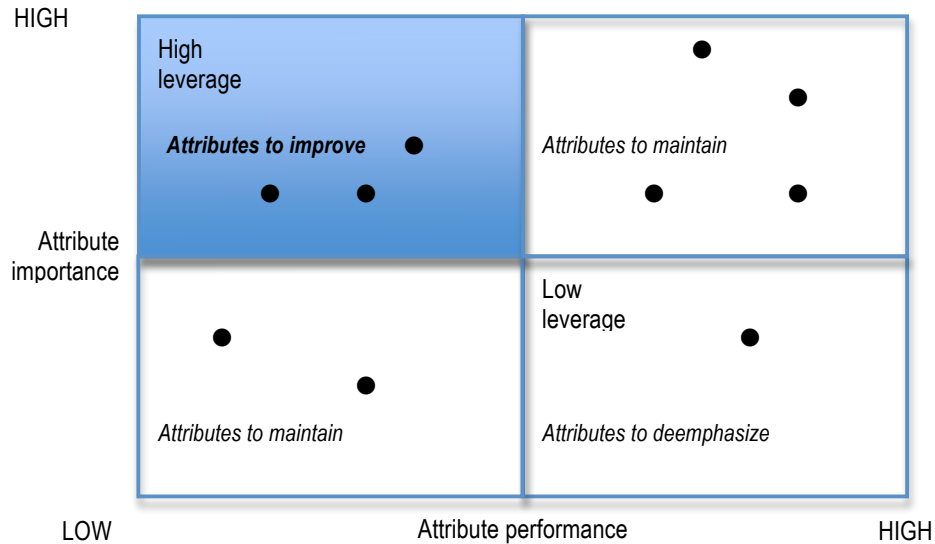 HIGH
High
leverage
Attributes to improve
Attributes to maintain
Attribute
importance
Low
leverage
Attributes to maintain
Attributes to deemphasize
LOW
Attribute performance
HIGH